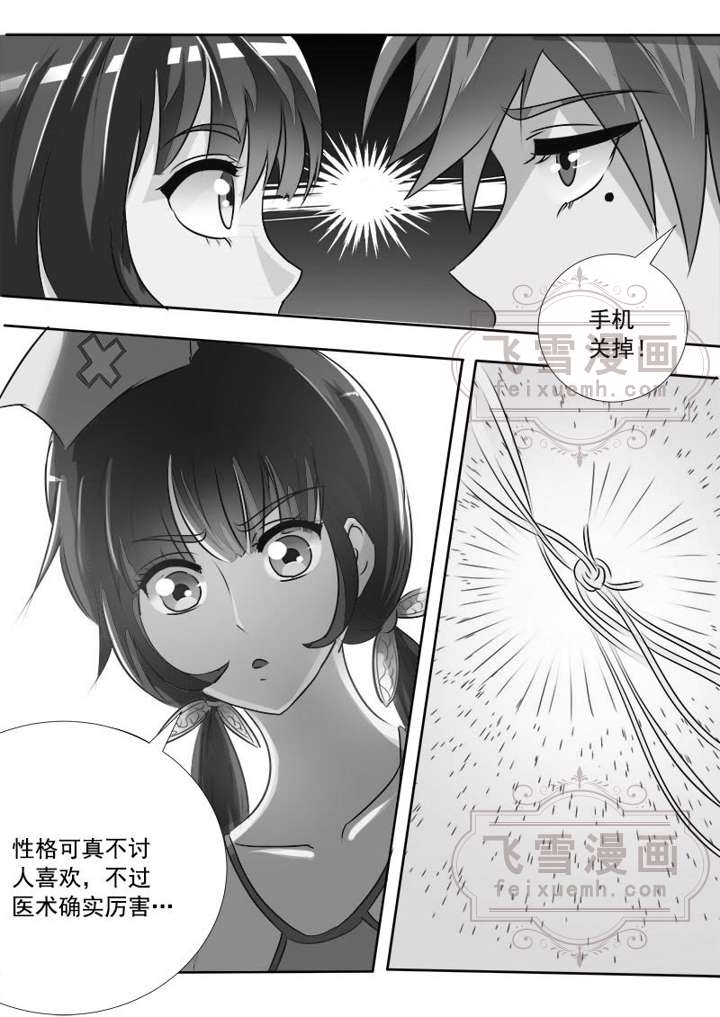 手机
关掉！
飞雪漫画
feixuemh.com
飞雪漫画
feixuemh.com
性格可真不讨
人喜欢，不过
医术确实厉害…